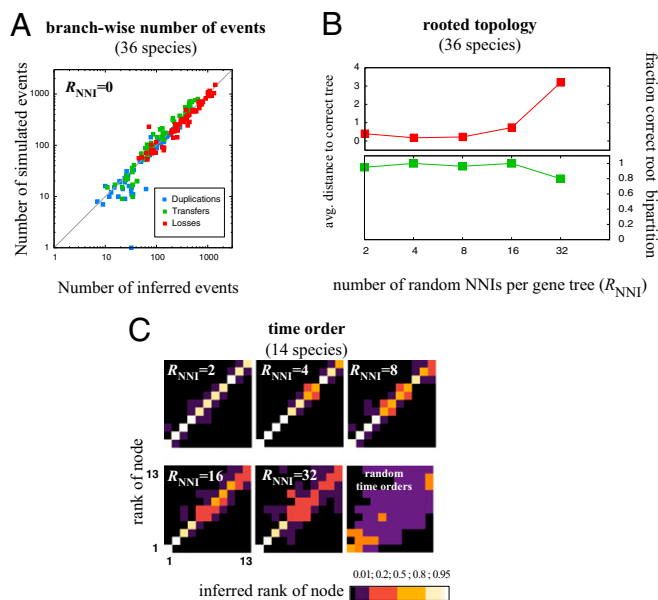 A
branch-wise number of events
(36 species)
R_NNI=0
Number of simulated events
1000
100
10
1
1
10
100
1000
Duplications
Transfers
Losses
Number of inferred events
B
rooted topology
(36 species)
avg. distance to correct tree
4
3
2
1
0
1
0.8
0.6
0.4
0.2
0
fraction correct root bipartition
2
4
8
16
32
number of random NNIs per gene tree (R_NNI)
C
time order
(14 species)
R_NNI=2
R_NNI=4
R_NNI=8
R_NNI=16
R_NNI=32
random
time orders
rank of node
13
1
1
13
inferred rank of node
0.01; 0.2; 0.5 ; 0.8 ; 0.95